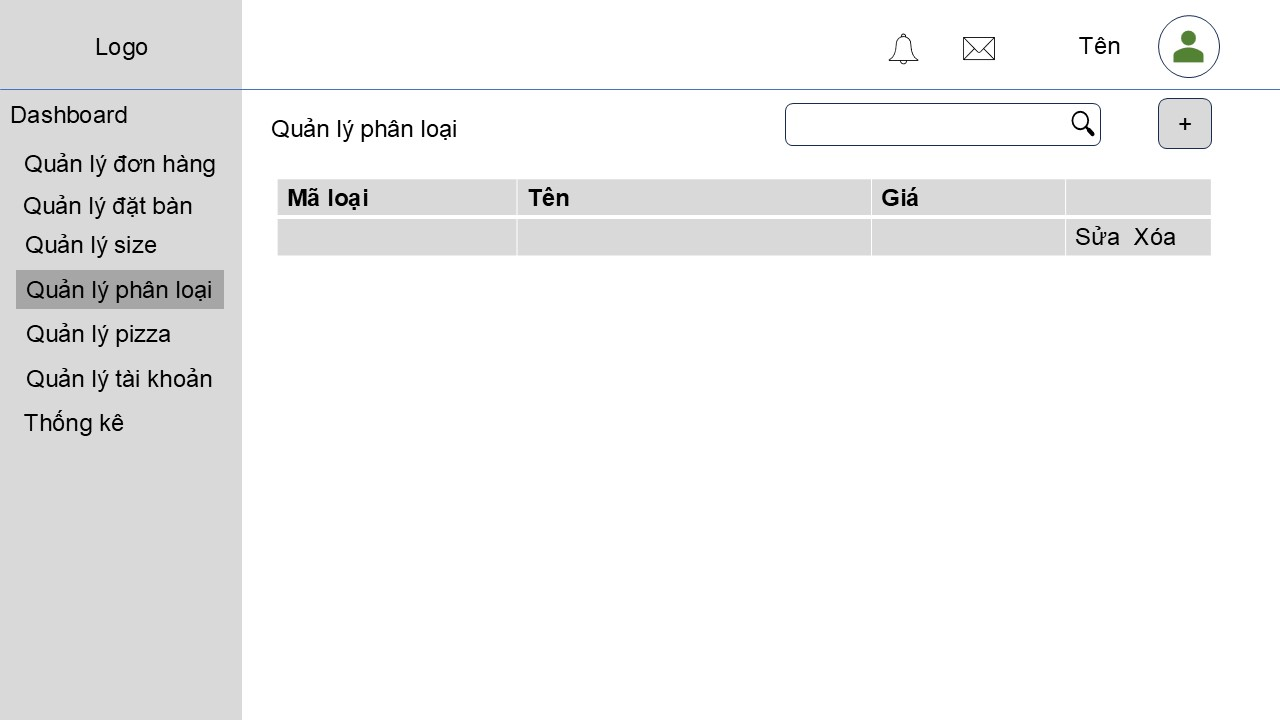 Logo
Tên
Dashboard
Quản lý đơn hàng
Quản lý đặt bàn
Quản lý size
Quản lý phân loại
Quản lý pizza
Quản lý tài khoản
Thống kê
Quản lý phân loại
+
Mã loại Tên Giá
Sửa Xóa